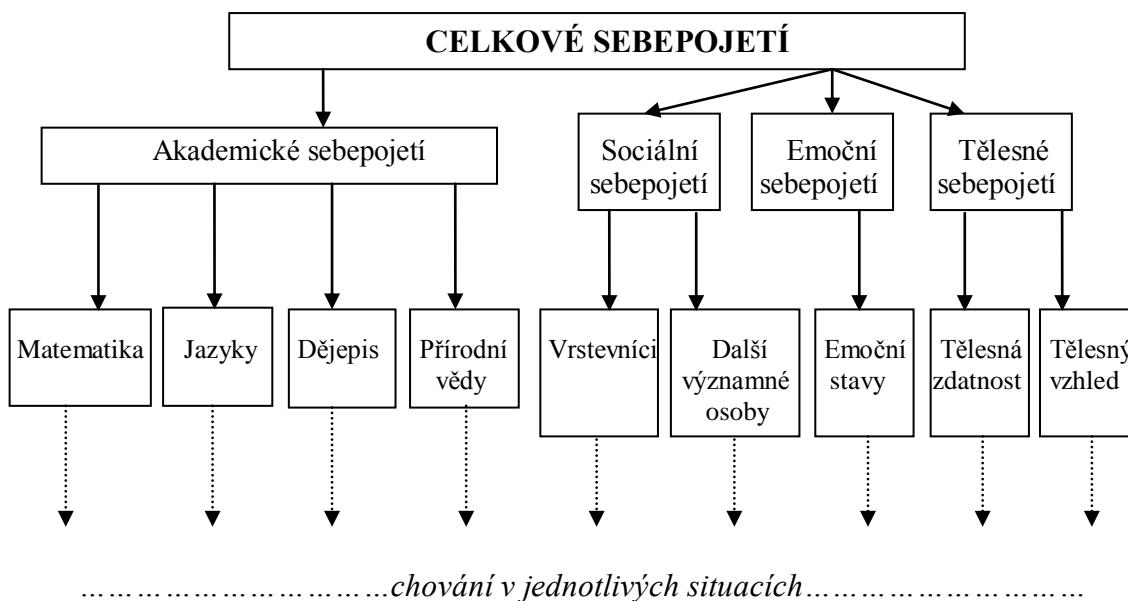 CELKOVÉ SEBEPOJETÍ
Akademické sebepojetí
Sociální
sebepojetí
Emoční
sebepojetí
Tělesné
sebepojetí
Matematika
Jazyky
Dějepis
Přírodní
vědy
Vrstevníci
Další
významné
osoby
Emoční
stavy
Tělesná
zdatnost
Tělesný
vzhled
……………………………chování v jednotlivých situacích…………………………